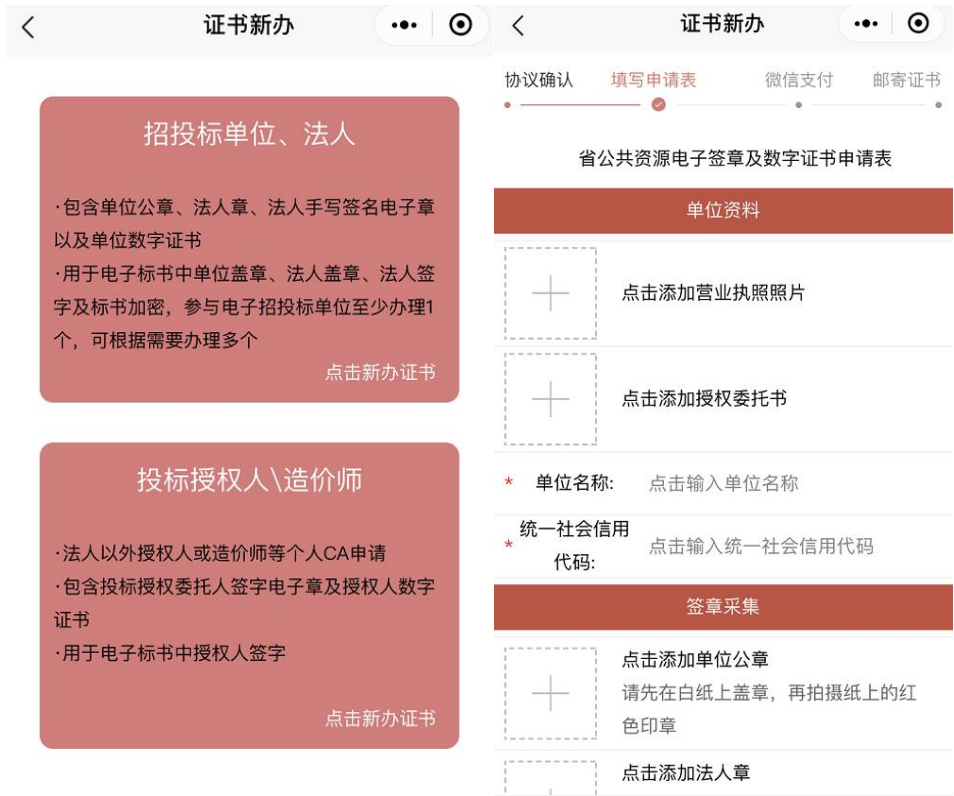 证书新办
招投标单位、法人
·包含单位公章、法人章、法人手写签名电子章
以及单位数字证书
·用于电子标书中单位盖章、法人盖章、法人签
字及标书加密，参与电子招投标单位至少办理1
个，可根据需要办理多个
点击新办证书
投标授权人\造价师
·法人以外授权人或造价师等个人CA申请
·包含投标授权委托人签字电子章及授权人数字
证书
·用于电子标书中授权人签字
点击新办证书
证书新办
协议确认 填写申请表 微信支付 邮寄证书
省公共资源电子签章及数字证书申请表
单位资料
点击添加营业执照照片
点击添加授权委托书
* 单位名称: 点击输入单位名称
* 统一社会信用
代码: 点击输入统一社会信用代码
签章采集
点击添加单位公章
请先在白纸上盖章，再拍摄纸上的红
色印章
点击添加法人章